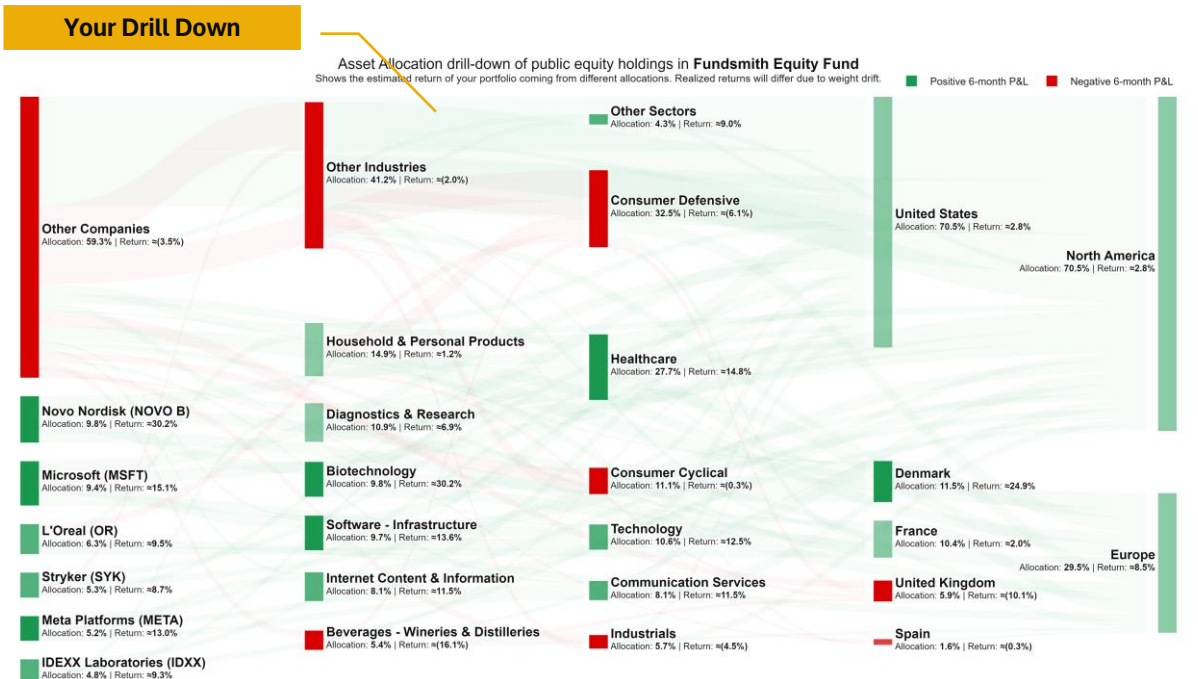 Your Drill Down
Asset Allocation drill-down of public equity holdings in Fundsmith Equity Fund
Shows the estimated return of your portfolio coming from different allocations. Realized returns will differ due to weight drift.
Positive 6-month P&L
Negative 6-month P&L
Other Companies
Allocation: 59.3% | Return: ≈(3.5%)
Novo Nordisk (NOVO B)
Allocation: 9.8% | Return: ≈30.2%
Microsoft (MSFT)
Allocation: 9.4% | Return: ≈15.1%
L'Oreal (OR)
Allocation: 6.3% | Return: ≈9.5%
Stryker (SYK)
Allocation: 5.3% | Return: ≈8.7%
Meta Platforms (META)
Allocation: 5.2% | Return: ≈13.0%
IDEXX Laboratories (IDXX)
Allocation: 4.8% | Return: ≈9.3%
Other Industries
Allocation: 41.2% | Return: ≈(2.0%)
Household & Personal Products
Allocation: 14.9% | Return: ≈1.2%
Diagnostics & Research
Allocation: 10.9% | Return: ≈6.9%
Biotechnology
Allocation: 9.8% | Return: ≈30.2%
Software - Infrastructure
Allocation: 9.7% | Return: ≈13.6%
Internet Content & Information
Allocation: 8.1% | Return: ≈11.5%
Beverages - Wineries & Distilleries
Allocation: 5.4% | Return: ≈(16.1%)
Other Sectors
Allocation: 4.3% | Return: ≈9.0%
Consumer Defensive
Allocation: 32.5% | Return: ≈(6.1%)
Healthcare
Allocation: 27.7% | Return: ≈14.8%
Consumer Cyclical
Allocation: 11.1% | Return: ≈(0.3%)
Technology
Allocation: 10.6% | Return: ≈12.5%
Communication Services
Allocation: 8.1% | Return: ≈11.5%
Industrials
Allocation: 5.7% | Return: ≈(4.5%)
United States
Allocation: 70.5% | Return: ≈2.8%
Denmark
Allocation: 11.5% | Return: ≈24.9%
France
Allocation: 10.4% | Return: ≈2.0%
United Kingdom
Allocation: 5.9% | Return: ≈(10.1%)
Spain
Allocation: 1.6% | Return: ≈(0.3%)
North America
Allocation: 70.5% | Return: ≈2.8%
Europe
Allocation: 29.5% | Return: ≈8.5%